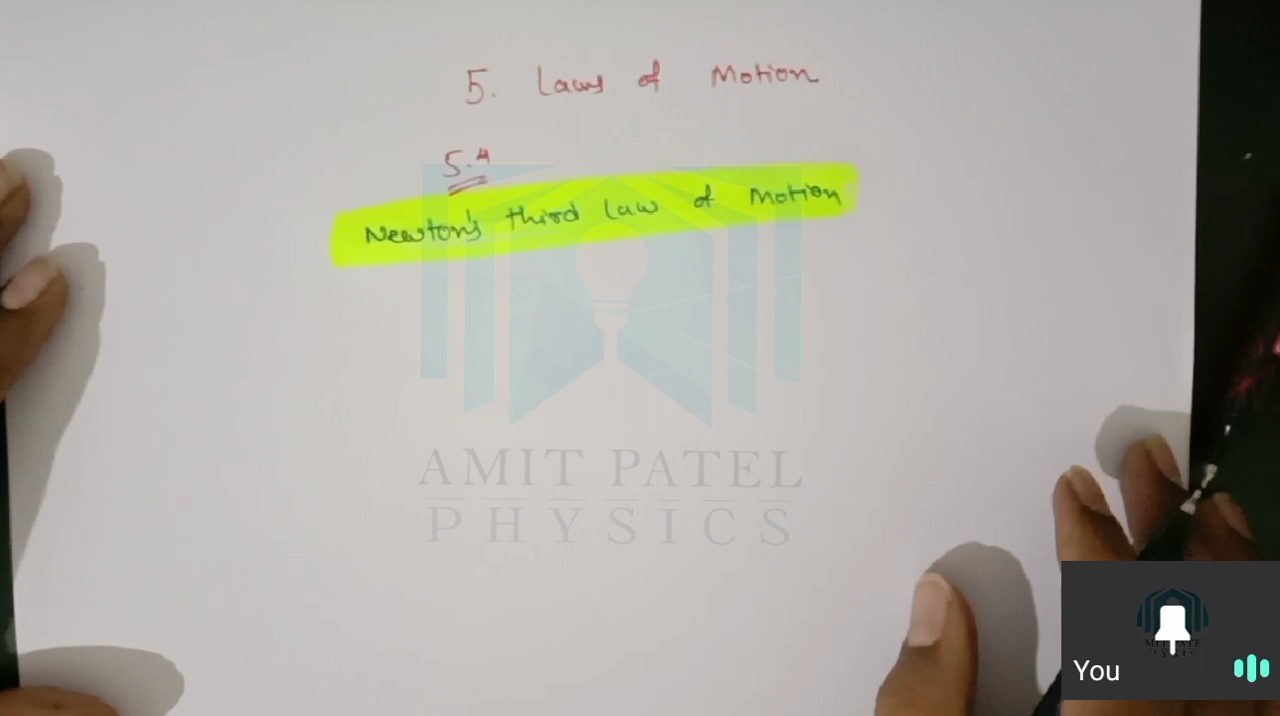 5. Laws of Motion
5.4
Newton's third law of Motion
AMIT PATEL
PHYSICS
You